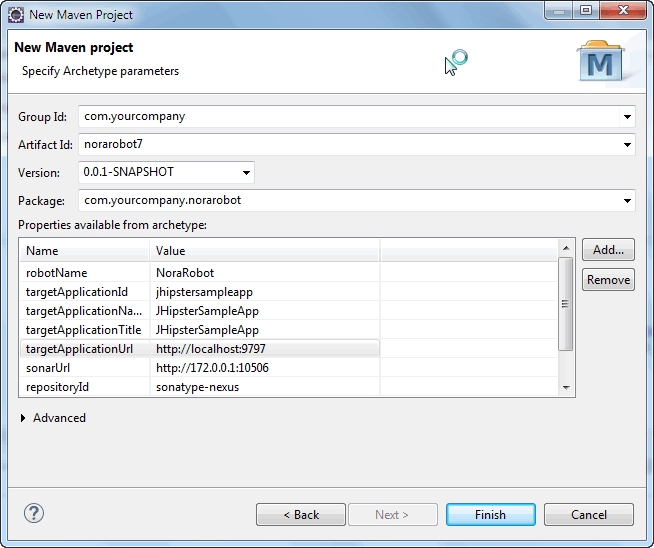 New Maven Project
New Maven project
Specify Archetype parameters
M
Group Id: com.yourcompany
Artifact Id: norarobot7
Version: 0.0.1-SNAPSHOT
Package: com.yourcompany.norarobot
Properties available from archetype:
Name Value
Add...
robotName NoraRobot
Remove
targetApplicationId jhipstersampleapp
targetApplicationNa... JHipsterSampleApp
targetApplicationTitle JHipsterSampleApp
targetApplicationUrl http://localhost:9797
sonarUrl http://172.0.0.1:10506
repositoryId sonatype-nexus
Advanced
? < Back Next > Finish Cancel